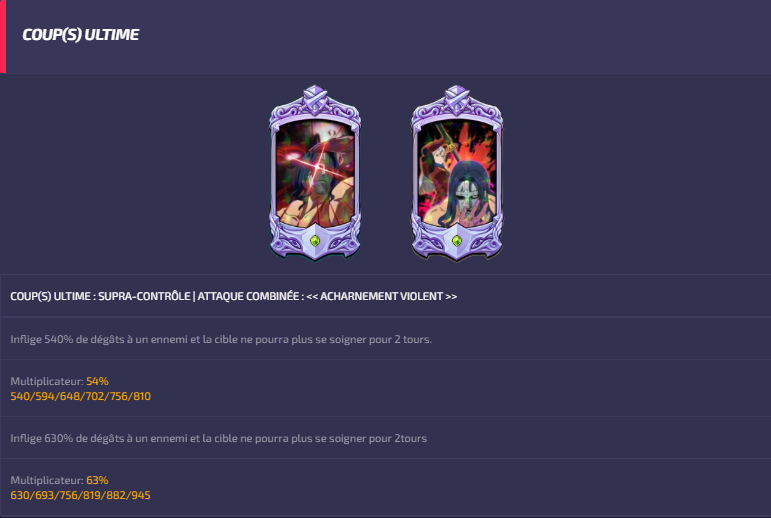 COUP(S) ULTIME
COUP(S) ULTIME : SUPRA-CONTRÔLE | ATTAQUE COMBINÉE : << ACHARNEMENT VIOLENT >>
Inflige 540% de dégâts à un ennemi et la cible ne pourra plus se soigner pour 2 tours.
Multiplicateur: 54%
540/594/648/702/756/810
Inflige 630% de dégâts à un ennemi et la cible ne pourra plus se soigner pour 2tours
Multiplicateur: 63%
630/693/756/819/882/945